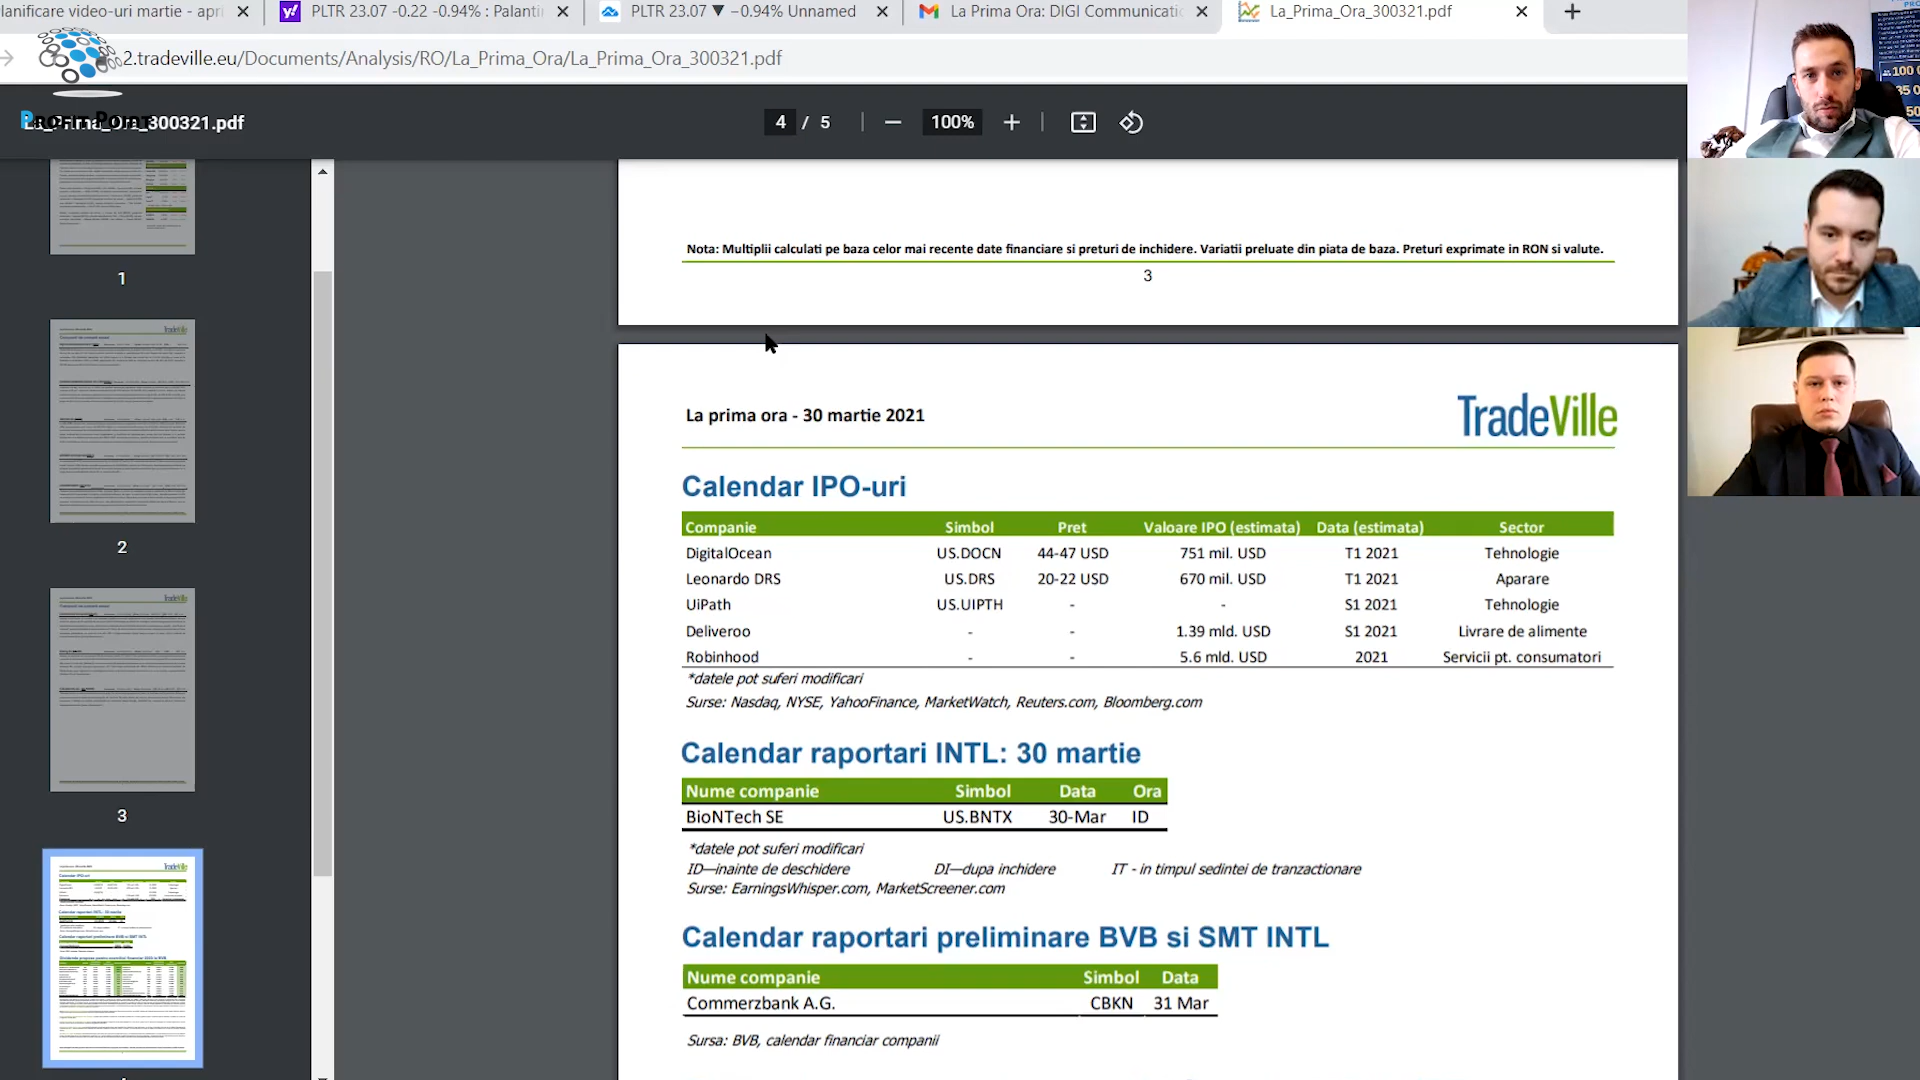 lanificare video-uri martie - apri
PLTR 23.07 -0.22 -0.94% : Palanti
PLTR 23.07 ▼ −0.94% Unnamed
La Prima Ora: DIGI Communicati
La_Prima_Ora_300321.pdf
2.tradeville.eu/Documents/Analysis/RO/La_Prima_Ora/La_Prima_Ora_300321.pdf
PROFIT POINT
La_Prima_Ora_300321.pdf
4 / 5
100%
1
2
3
Nota: Multiplii calculati pe baza celor mai recente date financiare si preturi de inchidere. Variatii preluate din piata de baza. Preturi exprimate in RON si valute.
3
La prima ora - 30 martie 2021
TradeVille
Calendar IPO-uri
Companie Simbol Pret Valoare IPO (estimata) Data (estimata) Sector
DigitalOcean US.DOCN 44-47 USD 751 mil. USD T1 2021 Tehnologie
Leonardo DRS US.DRS 20-22 USD 670 mil. USD T1 2021 Aparare
UiPath US.UIPTH - - S1 2021 Tehnologie
Deliveroo - - 1.39 mld. USD S1 2021 Livrare de alimente
Robinhood - - 5.6 mld. USD 2021 Servicii pt. consumatori
*datele pot suferi modificari
Surse: Nasdaq, NYSE, YahooFinance, MarketWatch, Reuters.com, Bloomberg.com
Calendar raportari INTL: 30 martie
Nume companie Simbol Data Ora
BioNTech SE US.BNTX 30-Mar ID
*datele pot suferi modificari
ID—inainte de deschidere DI—dupa inchidere IT - in timpul sedintei de tranzactionare
Surse: EarningsWhisper.com, MarketScreener.com
Calendar raportari preliminare BVB si SMT INTL
Nume companie Simbol Data
Commerzbank A.G. CBKN 31 Mar
Sursa: BVB, calendar financiar companii